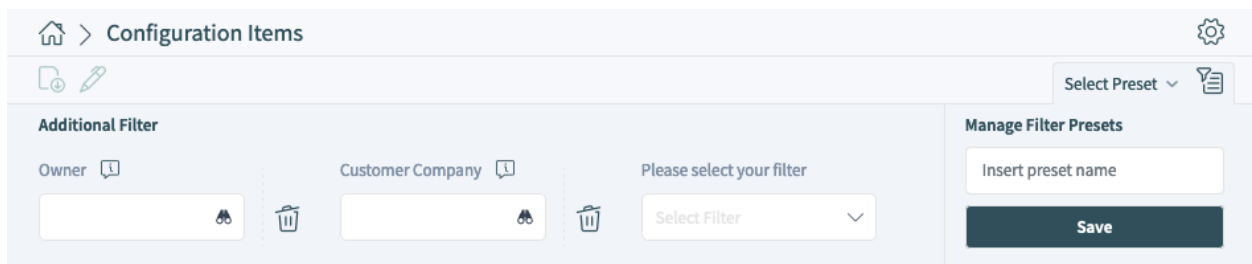 Configuration Items
Select Preset
Additional Filter
Manage Filter Presets
Owner
Customer Company
Please select your filter
Insert preset name
Select Filter
Save